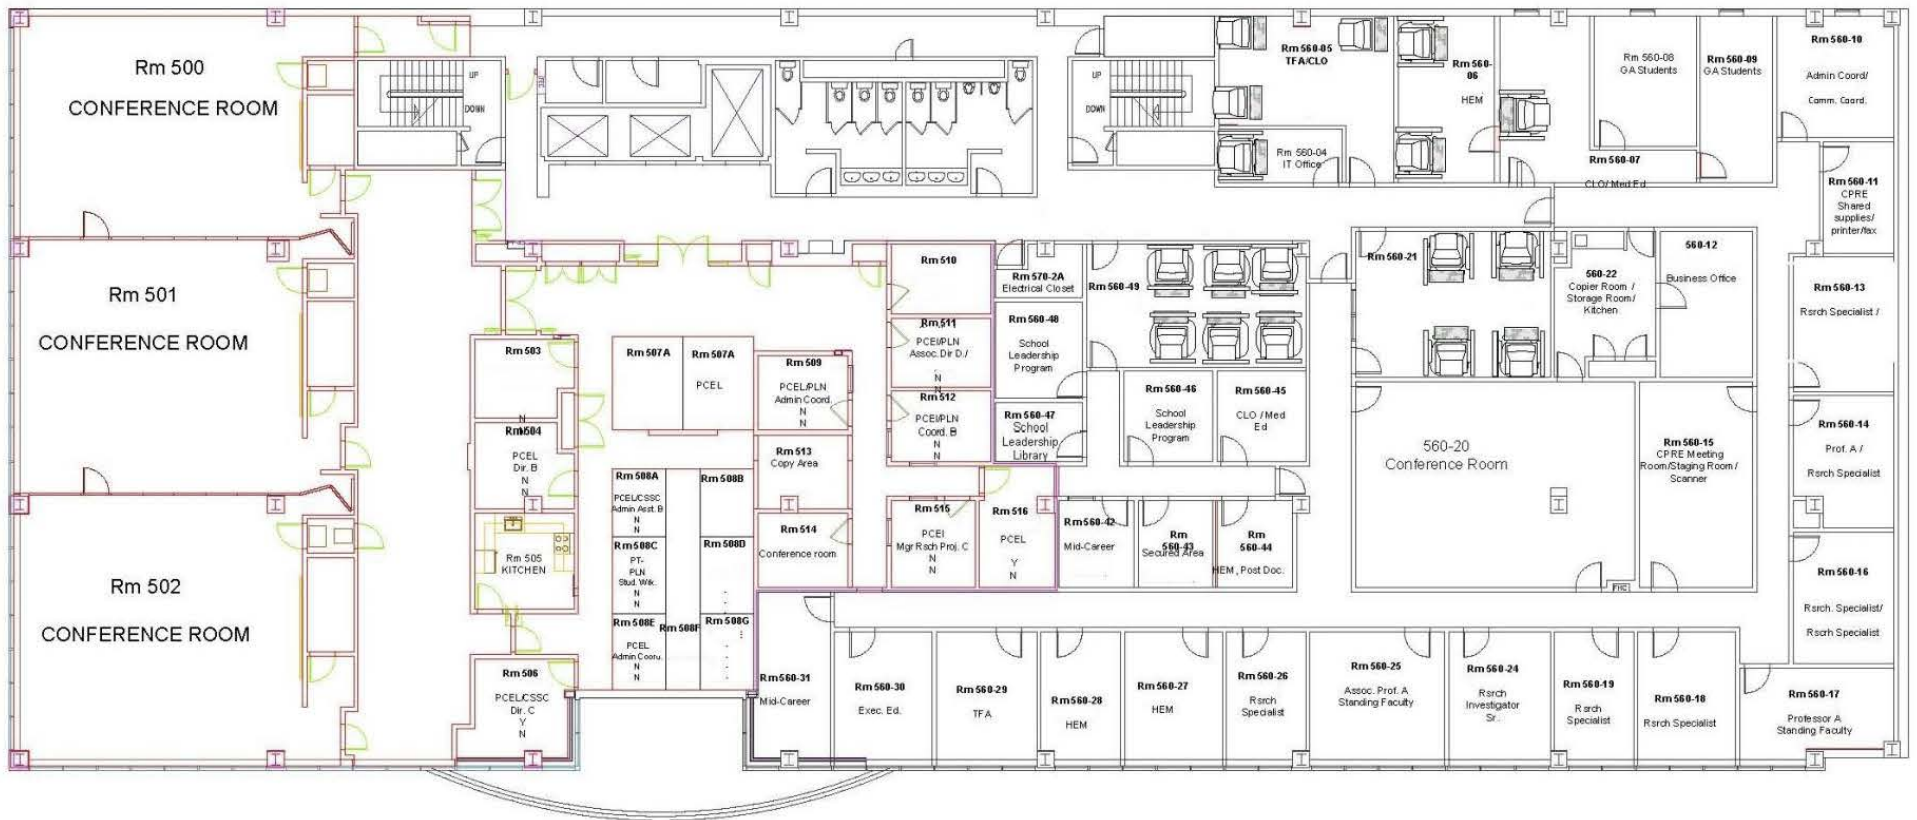 Rm 500
CONFERENCE ROOM
Rm 501
CONFERENCE ROOM
Rm 502
CONFERENCE ROOM
UP
DOWN
UP
DOWN
Rm 560-05
TFA/CLO
Rm 560-
06
HEM
Rm 560-04
IT Office
Rm 560-07
CLO/ Med Ed
Rm 560-08
GA Students
Rm 560-09
GA Students
Rm 560-10
Admin Coord/
Comm. Coord.
Rm 560-11
CPRE
Shared
supplies/
printer/fax
560-12
Business Office
Rm 560-13
Rsrch Specialist /
Rm 560-14
Prof. A /
Rsrch Specialist
Rm 560-15
CPRE Meeting
Room/Staging Room /
Scanner
Rm 560-16
Rsrch. Specialist/
Rsrch Specialist
Rm 560-17
Professor A
Standing Faculty
Rm 560-18
Rsrch Specialist
Rm 560-19
Rsrch
Specialist
560-20
Conference Room
FHC
Rm 560-21
560-22
Copier Room /
Storage Room/
Kitchen
Rm 560-24
Rsrch
Investigator
Sr.
Rm 560-25
Assoc. Prof. A
Standing Faculty
Rm 560-26
Rsrch
Specialist
Rm 560-27
HEM
Rm 560-28
HEM
Rm 560-29
TFA
Rm 560-30
Exec. Ed.
Rm 560-31
Mid-Career
Rm 560-42
Mid-Career
Rm
560-43
Secured Area
Rm
560-44
HEM , Post Doc.
Rm 560-45
CLO / Med
Ed
Rm 560-46
School
Leadership
Program
Rm 560-47
School
Leadership
Library
Rm 560-48
School
Leadership
Program
Rm 560-49
Rm 570-2A
Electrical Closet
Rm 503
N
N
Rm 504
PCEL
Dir. B
N
N
Rm 505
KITCHEN
Rm 506
PCEL/CSSC
Dir. C
Y
N
Rm 507A
Rm 507A
PCEL
Rm 508A
PCEL/CSSC
Admin Asst. B
N
N
Rm 508B
Rm 508C
PT-
PLN
Stud. Wrk.
N
N
Rm 508D
Rm 508E
PCEL
Admin Coord.
N
N
Rm 508F
Rm 508G
Rm 509
PCEL/PLN
Admin Coord.
N
N
Rm 510
Rm 511
PCEI/PLN
Assoc. Dir D./
N
N
Rm 512
PCEI/PLN
Coord. B
N
N
Rm 513
Copy Area
Rm 514
Conference room
Rm 515
PCEI
Mgr Rsch Proj. C
N
N
Rm 516
PCEL
Y
N